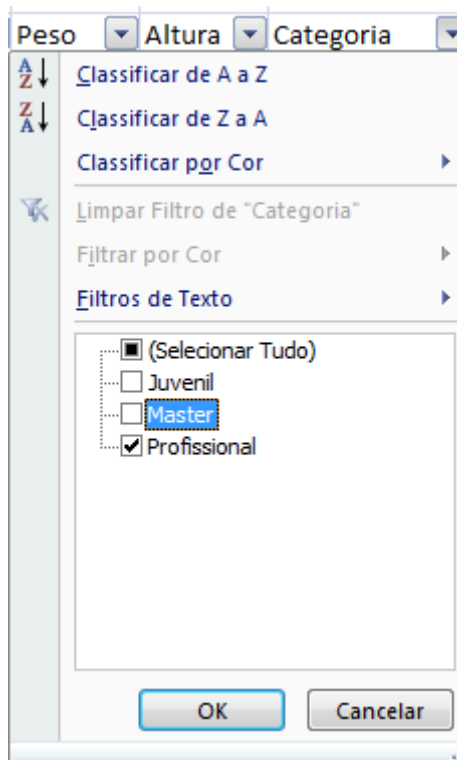 Peso Altura Categoria
Classificar de A a Z
Classificar de Z a A
Classificar por Cor
Limpar Filtro de "Categoria"
Filtrar por Cor
Filtros de Texto
(Selecionar Tudo)
Juvenil
Master
Profissional
OK Cancelar